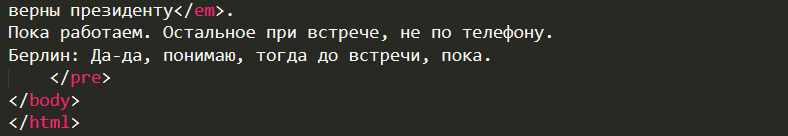 верны президенту</em>.
Пока работаем. Остальное при встрече, не по телефону.
Берлин: Да-да, понимаю, тогда до встречи, пока.
</pre>
</body>
</html>